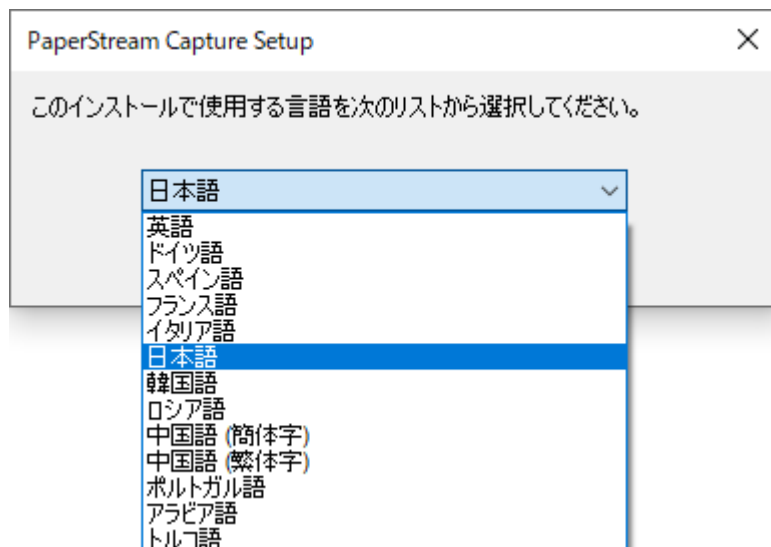 PaperStream Capture Setup
このインストールで使用する言語を次のリストから選択してください。
日本語
英語
ドイツ語
スペイン語
フランス語
イタリア語
日本語
韓国語
ロシア語
中国語 (簡体字)
中国語 (繁体字)
ポルトガル語
アラビア語
トルコ語